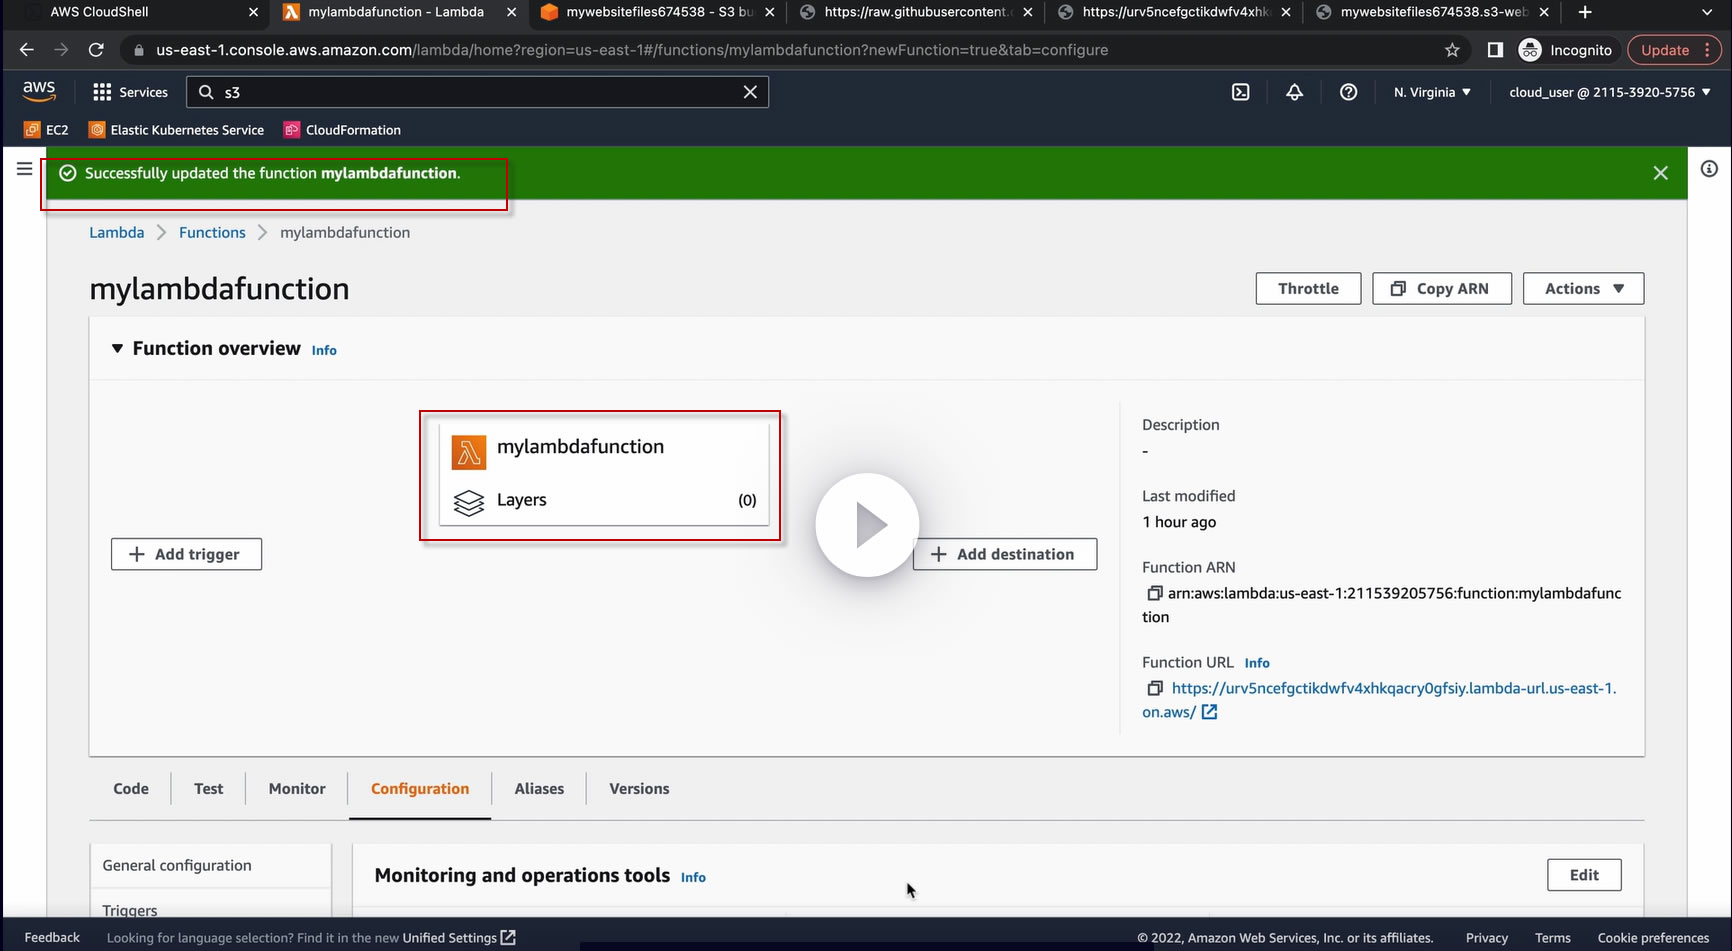 AWS CloudShell
mylambdafunction - Lambda
mywebsitefiles674538 - S3 bu
https://raw.githubusercontent.c
https://urv5ncefgctikdwfv4xhk
mywebsitefiles674538.s3-web
us-east-1.console.aws.amazon.com/lambda/home?region=us-east-1#/functions/mylambdafunction?newFunction=true&tab=configure
Incognito
Update
aws
Services
s3
N. Virginia
cloud_user @ 2115-3920-5756
EC2
Elastic Kubernetes Service
CloudFormation
Successfully updated the function mylambdafunction.
Lambda > Functions > mylambdafunction
mylambdafunction
Throttle
Copy ARN
Actions
Function overview Info
mylambdafunction
Layers (0)
+ Add trigger
+ Add destination
Description
-
Last modified
1 hour ago
Function ARN
arn:aws:lambda:us-east-1:211539205756:function:mylambdafunc
tion
Function URL Info
https://urv5ncefgctikdwfv4xhkqacry0gfsiy.lambda-url.us-east-1.
on.aws/
Code
Test
Monitor
Configuration
Aliases
Versions
General configuration
Triggers
Monitoring and operations tools Info
Edit
Feedback
Looking for language selection? Find it in the new Unified Settings
© 2022, Amazon Web Services, Inc. or its affiliates.
Privacy
Terms
Cookie preferences